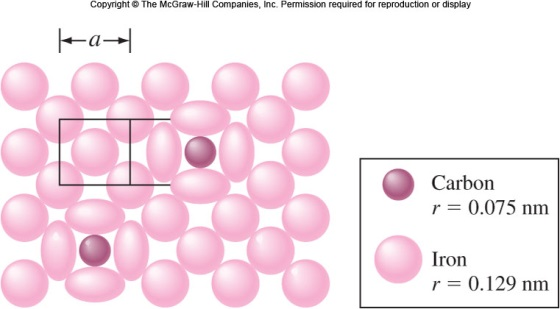 Copyright © The McGraw-Hill Companies, Inc. Permission required for reproduction or display
a
Carbon
r = 0.075 nm
Iron
r = 0.129 nm